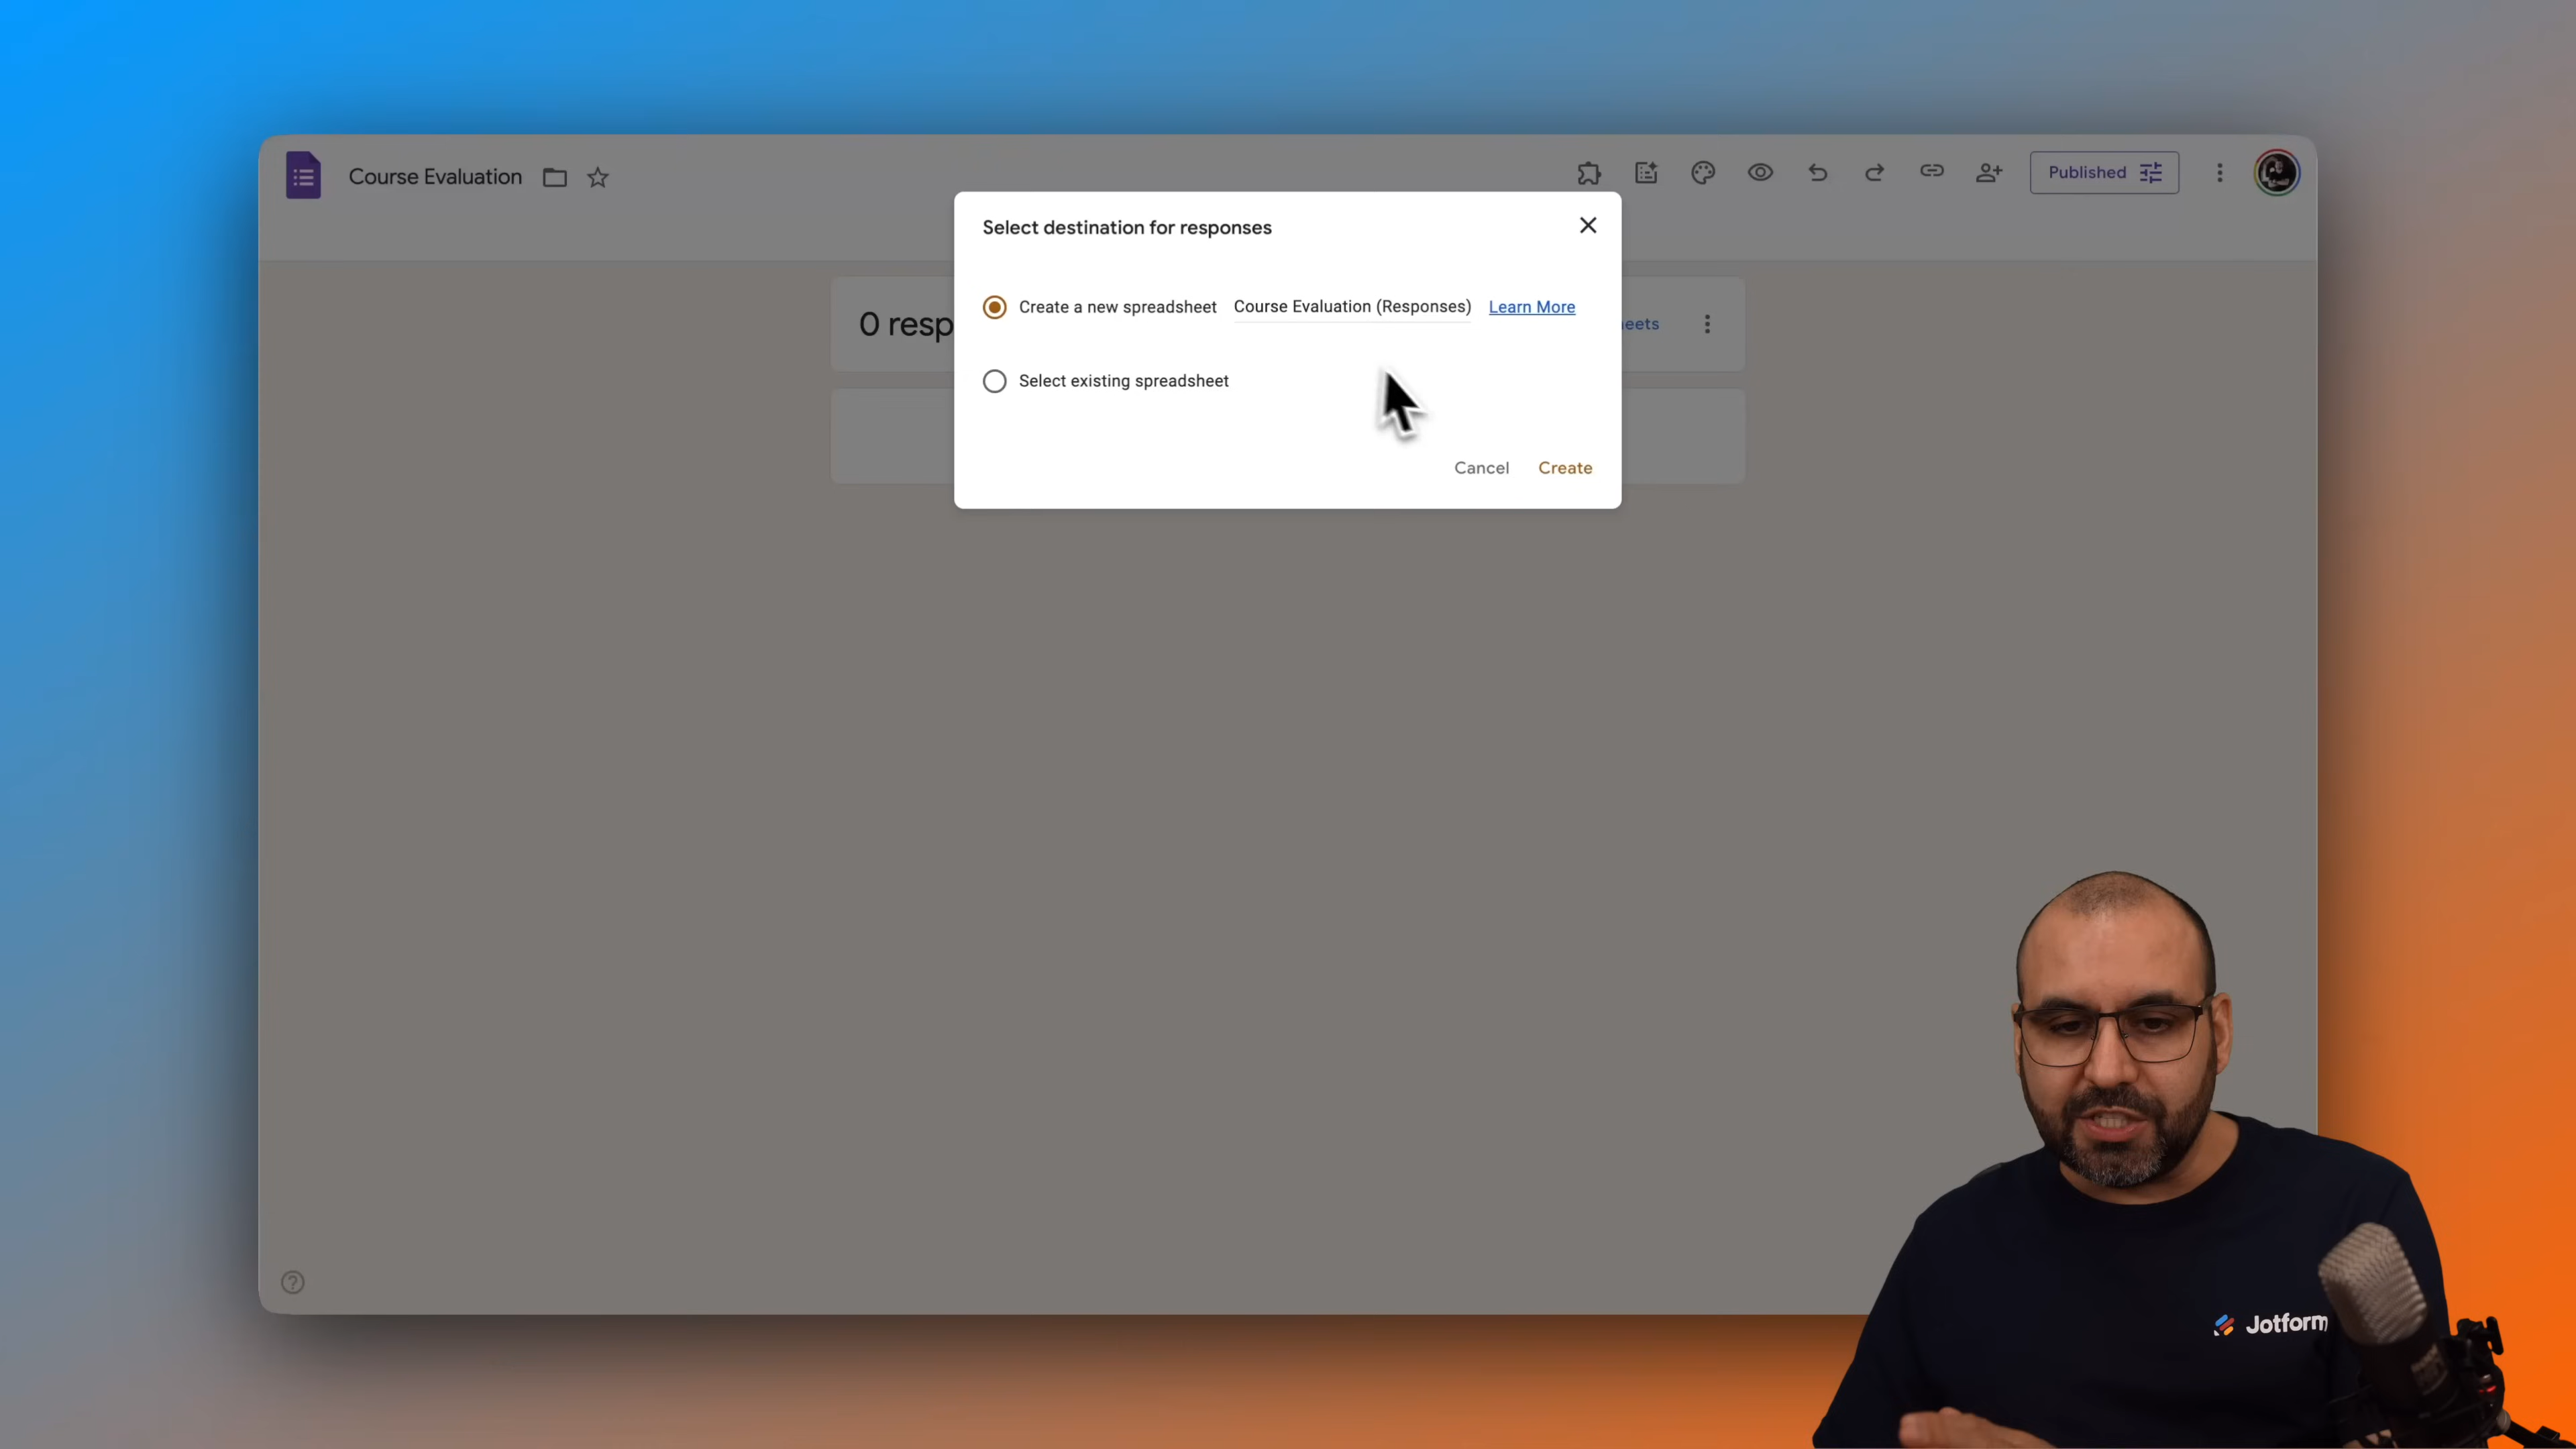 Course Evaluation
Published
Select destination for responses
Create a new spreadsheet Course Evaluation (Responses) Learn More
0 resp
eets
Select existing spreadsheet
Cancel Create
Jotform